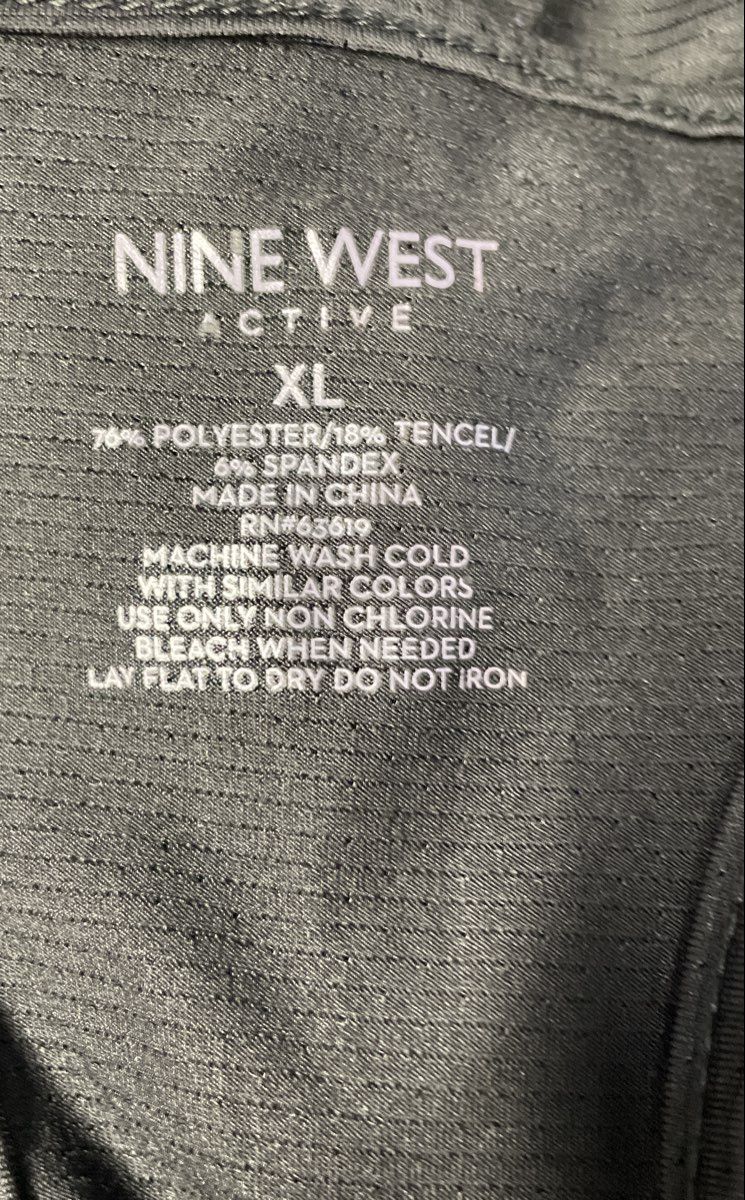 NINE WEST
ACTIVE
XL
76% POLYESTER/18% TENCEL/
6% SPANDEX
MADE IN CHINA
RN#63619
MACHINE WASH COLD
WITH SIMILAR COLORS
USE ONLY NON CHLORINE
BLEACH WHEN NEEDED
LAY FLAT TO DRY DO NOT IRON